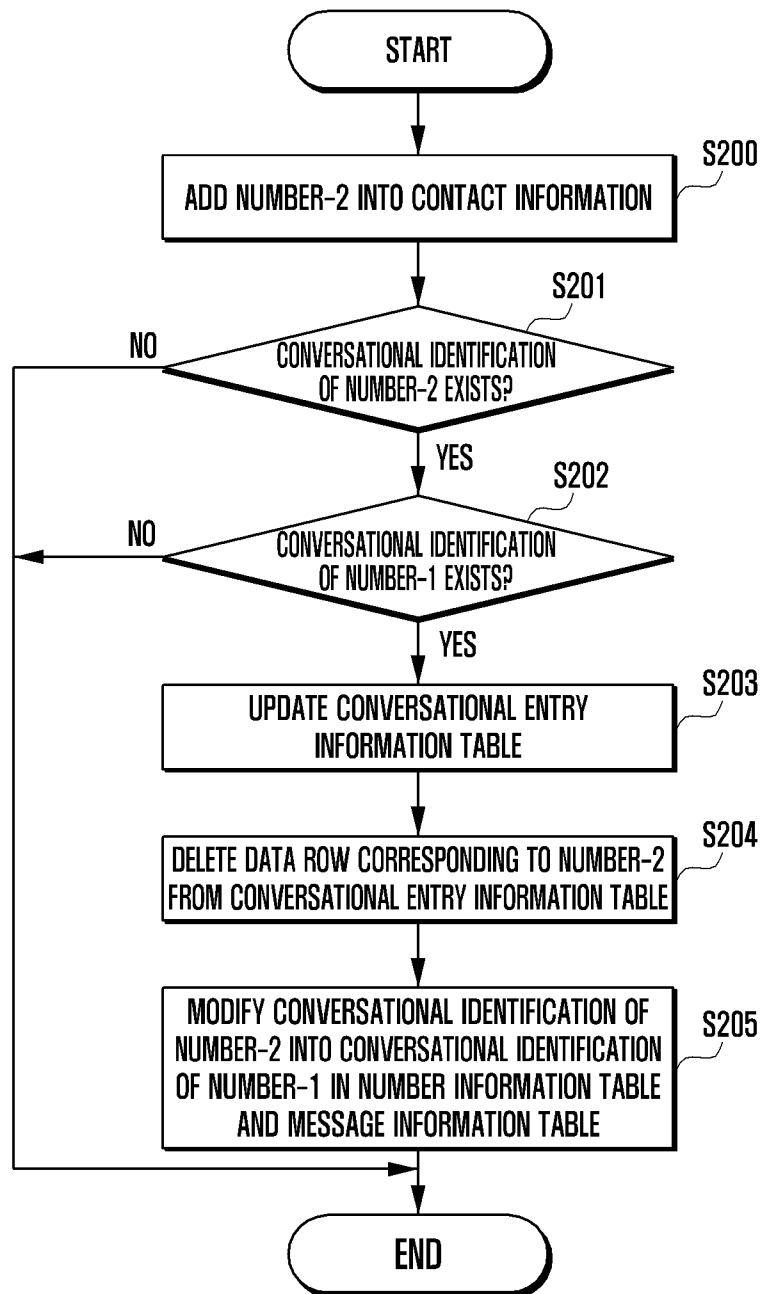 START
S200
ADD NUMBER-2 INTO CONTACT INFORMATION
S201
NO
CONVERSATIONAL IDENTIFICATION
OF NUMBER-2 EXISTS?
YES
S202
NO
CONVERSATIONAL IDENTIFICATION
OF NUMBER-1 EXISTS?
YES
S203
UPDATE CONVERSATIONAL ENTRY
INFORMATION TABLE
S204
DELETE DATA ROW CORRESPONDING TO NUMBER-2
FROM CONVERSATIONAL ENTRY INFORMATION TABLE
S205
MODIFY CONVERSATIONAL IDENTIFICATION OF
NUMBER-2 INTO CONVERSATIONAL IDENTIFICATION
OF NUMBER-1 IN NUMBER INFORMATION TABLE
AND MESSAGE INFORMATION TABLE
END